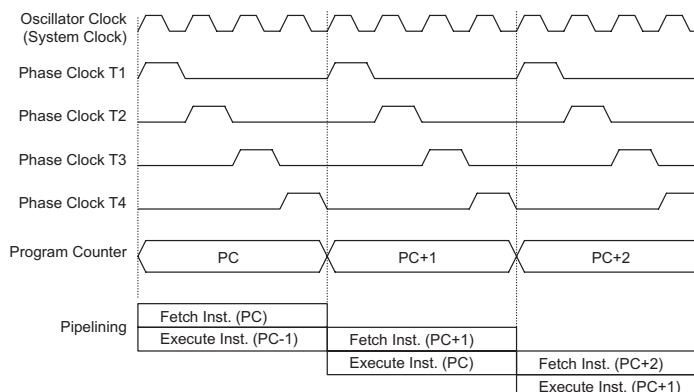 Oscillator Clock
(System Clock)
Phase Clock T1
Phase Clock T2
Phase Clock T3
Phase Clock T4
Program Counter
PC
PC+1
PC+2
Pipelining
Fetch Inst. (PC)
Execute Inst. (PC-1)
Fetch Inst. (PC+1)
Execute Inst. (PC)
Fetch Inst. (PC+2)
Execute Inst. (PC+1)